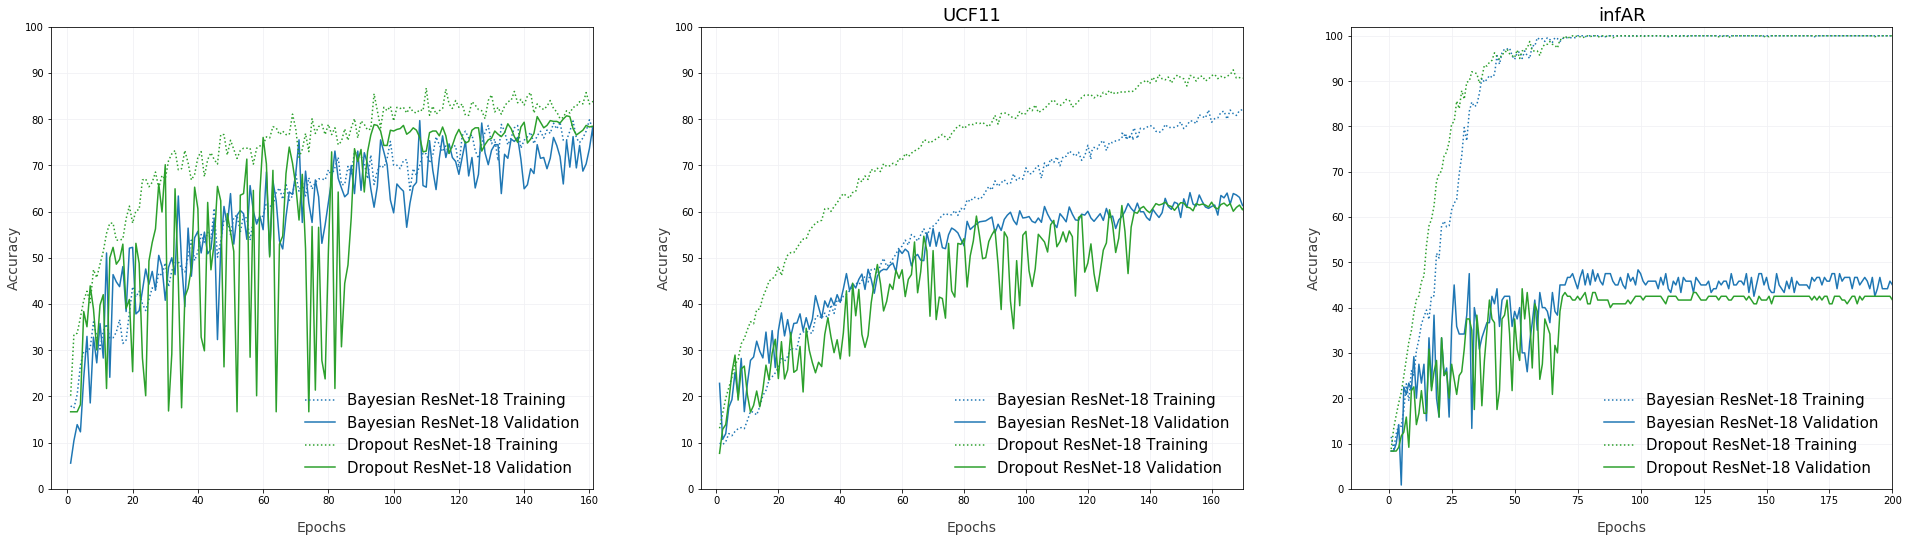 100
90
80
70
60
50
40
30
20
10
0
Accuracy
Bayesian ResNet-18 Training
Bayesian ResNet-18 Validation
Dropout ResNet-18 Training
Dropout ResNet-18 Validation
0 20 40 60 80 100 120 140 160
Epochs
UCF11
100
90
80
70
60
50
40
30
20
10
0
Accuracy
Bayesian ResNet-18 Training
Bayesian ResNet-18 Validation
Dropout ResNet-18 Training
Dropout ResNet-18 Validation
0 20 40 60 80 100 120 140 160
Epochs
infAR
100
90
80
70
60
50
40
30
20
10
0
Accuracy
Bayesian ResNet-18 Training
Bayesian ResNet-18 Validation
Dropout ResNet-18 Training
Dropout ResNet-18 Validation
0 25 50 75 100 125 150 175 200
Epochs